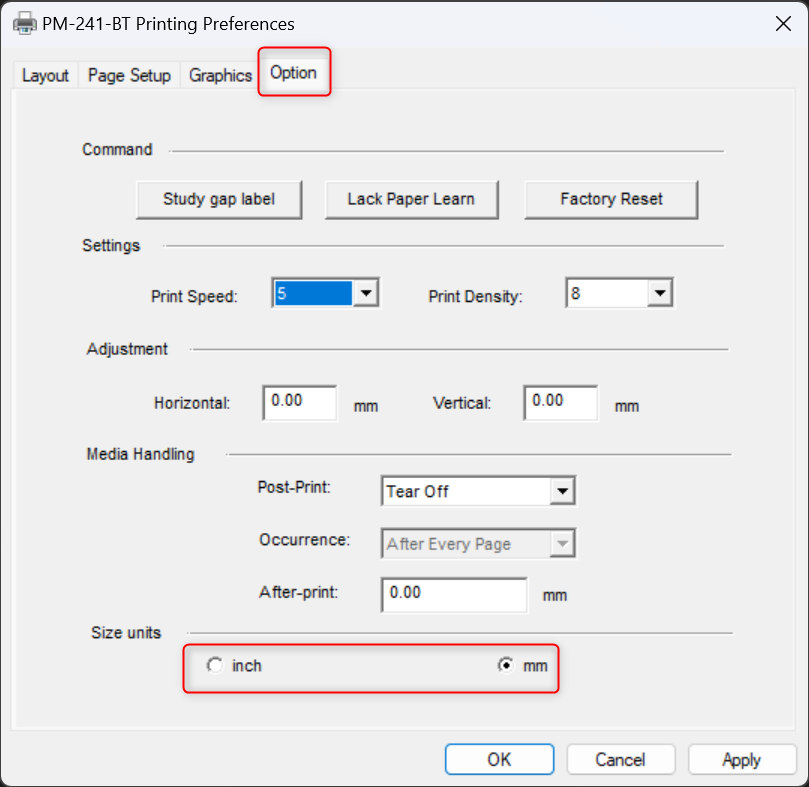 PM-241-BT Printing Preferences
Layout Page Setup Graphics Option
Command
Study gap label Lack Paper Learn Factory Reset
Settings
Print Speed: 5 Print Density: 8
Adjustment
Horizontal: 0.00 mm Vertical: 0.00 mm
Media Handling
Post-Print: Tear Off
Occurrence: After Every Page
After-print: 0.00 mm
Size units
inch mm
OK Cancel Apply